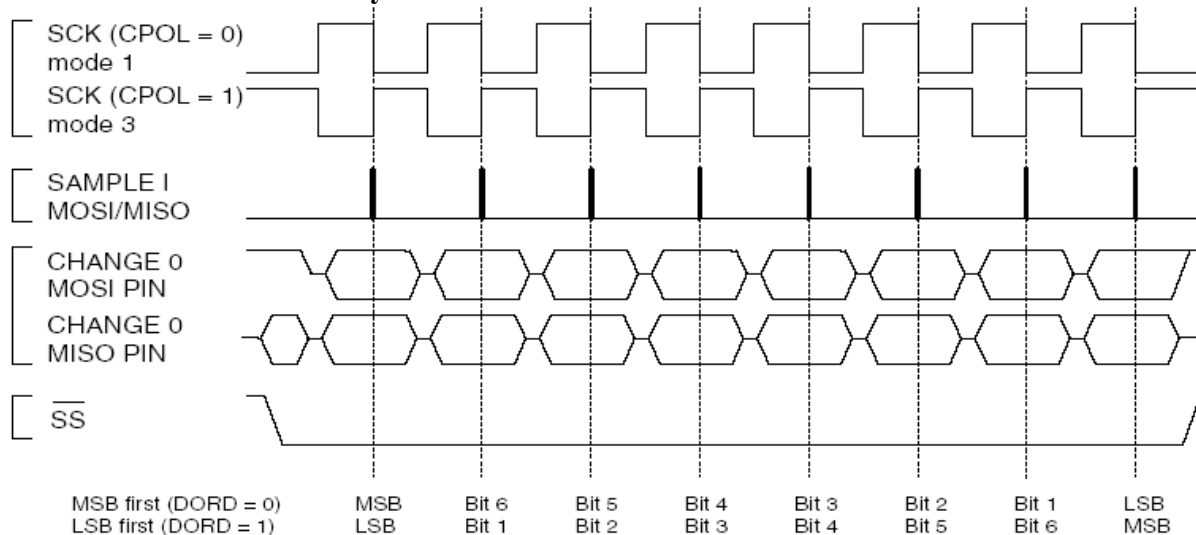 SCK (CPOL = 0)
mode 1
SCK (CPOL = 1)
mode 3
SAMPLE I
MOSI/MISO
CHANGE 0
MOSI PIN
CHANGE 0
MISO PIN
SS
MSB first (DORD = 0) MSB Bit 6 Bit 5 Bit 4 Bit 3 Bit 2 Bit 1 LSB
LSB first (DORD = 1) LSB Bit 1 Bit 2 Bit 3 Bit 4 Bit 5 Bit 6 MSB